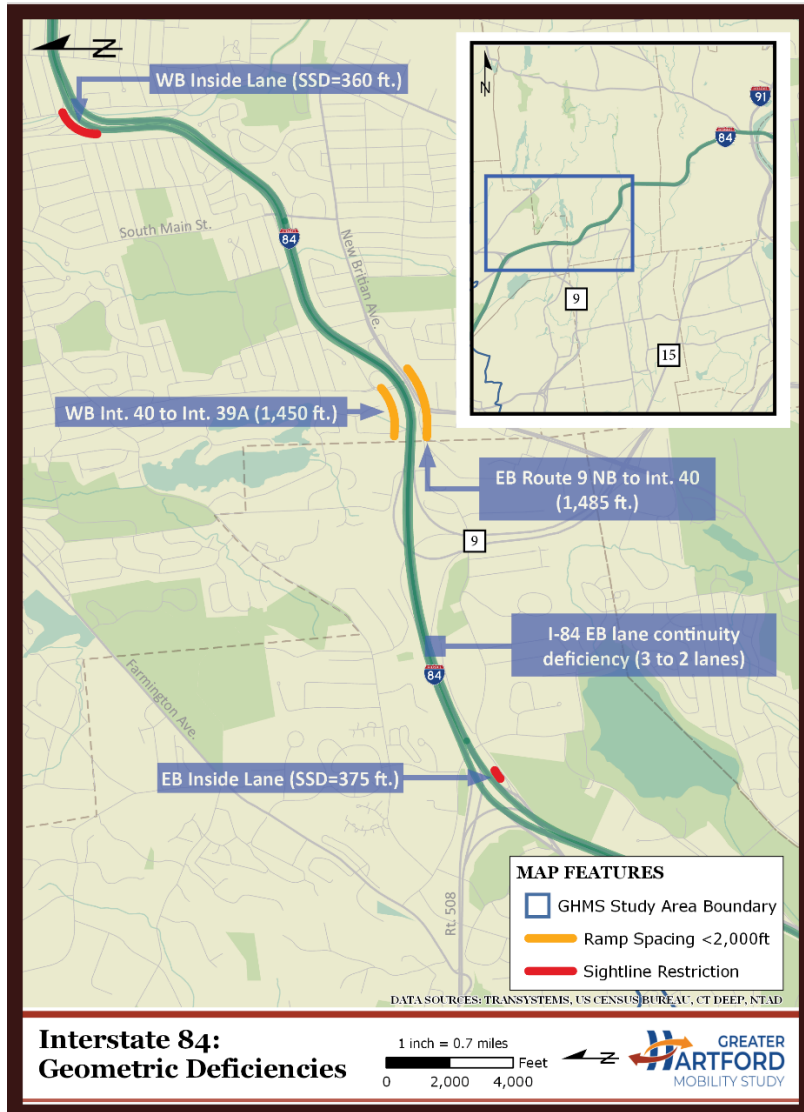 N
WB Inside Lane (SSD=360 ft.)
South Main St.
84
New Britian Ave.
N
91
84
9
15
WB Int. 40 to Int. 39A (1,450 ft.)
EB Route 9 NB to Int. 40
(1,485 ft.)
9
I-84 EB lane continuity
deficiency (3 to 2 lanes)
84
Farmington Ave.
EB Inside Lane (SSD=375 ft.)
Rt. 508
MAP FEATURES
GHMS Study Area Boundary
Ramp Spacing <2,000ft
Sightline Restriction
DATA SOURCES: TRANSYSTEMS, US CENSUS BUREAU, CT DEEP, NTAD
Interstate 84:
Geometric Deficiencies
1 inch = 0.7 miles
Feet
0 2,000 4,000
N
GREATER
HARTFORD
MOBILITY STUDY